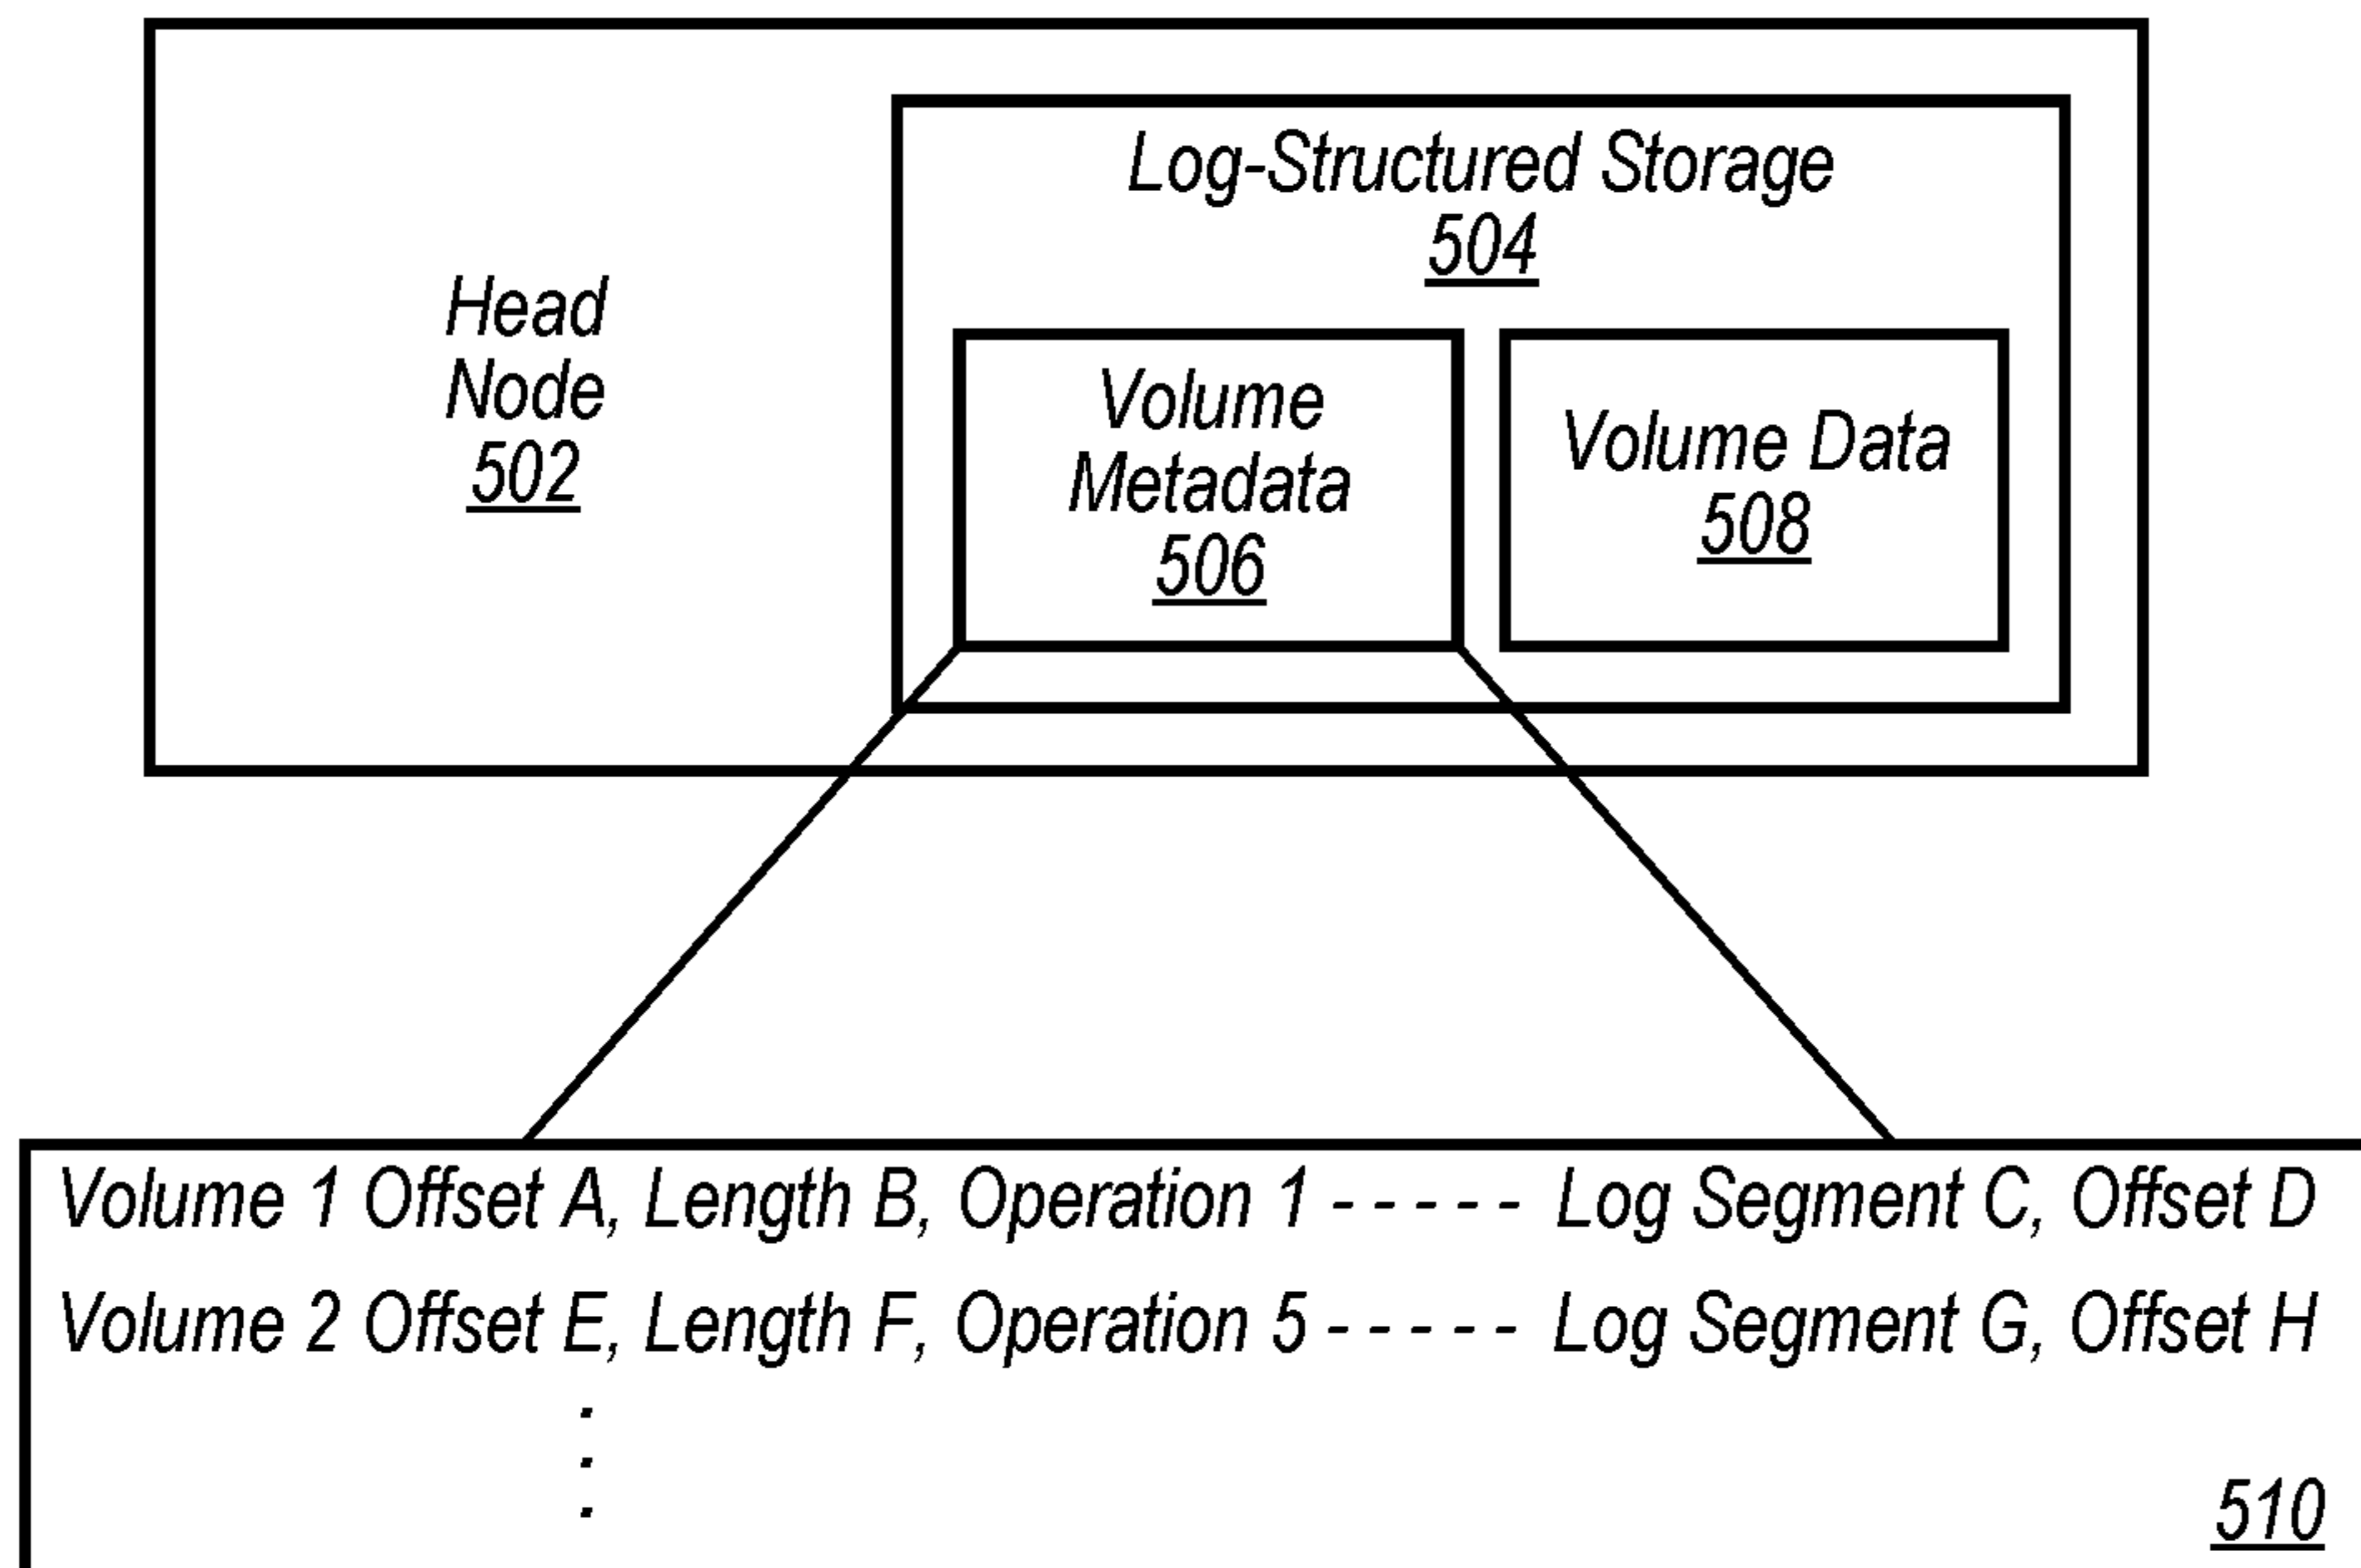 Log-Structured Storage
504
Head
Node
502
Volume
Metadata
506
Volume Data
508
Volume 1 Offset A, Length B, Operation 1 - - - - - Log Segment C, Offset D
Volume 2 Offset E, Length F, Operation 5 - - - - - Log Segment G, Offset H
.
.
.
510